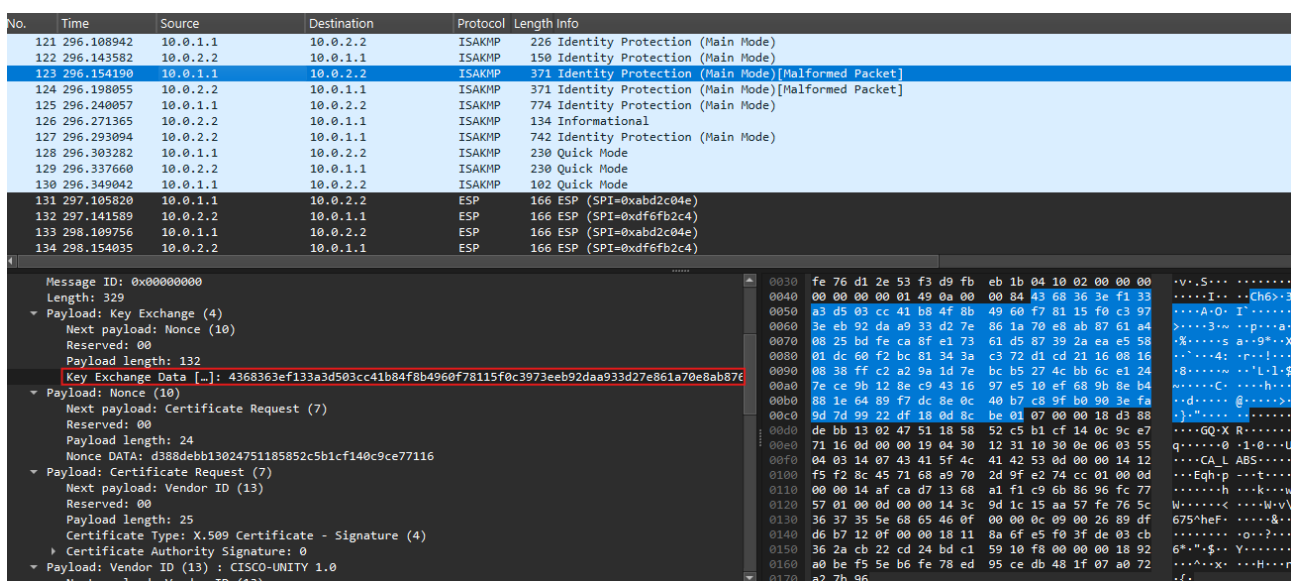 No. Time Source Destination Protocol Length Info
121 296.108942 10.0.1.1 10.0.2.2 ISAKMP 226 Identity Protection (Main Mode)
122 296.143582 10.0.2.2 10.0.1.1 ISAKMP 150 Identity Protection (Main Mode)
123 296.154190 10.0.1.1 10.0.2.2 ISAKMP 371 Identity Protection (Main Mode)[Malformed Packet]
124 296.198055 10.0.2.2 10.0.1.1 ISAKMP 371 Identity Protection (Main Mode)[Malformed Packet]
125 296.240057 10.0.1.1 10.0.2.2 ISAKMP 774 Identity Protection (Main Mode)
126 296.271365 10.0.2.2 10.0.1.1 ISAKMP 134 Informational
127 296.293094 10.0.2.2 10.0.1.1 ISAKMP 742 Identity Protection (Main Mode)
128 296.303282 10.0.1.1 10.0.2.2 ISAKMP 230 Quick Mode
129 296.337660 10.0.2.2 10.0.1.1 ISAKMP 230 Quick Mode
130 296.349042 10.0.1.1 10.0.2.2 ISAKMP 102 Quick Mode
131 297.105820 10.0.1.1 10.0.2.2 ESP 166 ESP (SPI=0xabd2c04e)
132 297.141589 10.0.2.2 10.0.1.1 ESP 166 ESP (SPI=0xdf6fb2c4)
133 298.109756 10.0.1.1 10.0.2.2 ESP 166 ESP (SPI=0xabd2c04e)
134 298.154035 10.0.2.2 10.0.1.1 ESP 166 ESP (SPI=0xdf6fb2c4)
Message ID: 0x00000000
Length: 329
Payload: Key Exchange (4)
Next payload: Nonce (10)
Reserved: 00
Payload length: 132
Key Exchange Data […]: 4368363ef133a3d503cc41b84f8b4960f78115f0c3973eeb92daa933d27e861a70e8ab876
Payload: Nonce (10)
Next payload: Certificate Request (7)
Reserved: 00
Payload length: 24
Nonce DATA: d388debb13024751185852c5b1cf140c9ce77116
Payload: Certificate Request (7)
Next payload: Vendor ID (13)
Reserved: 00
Payload length: 25
Certificate Type: X.509 Certificate - Signature (4)
Certificate Authority Signature: 0
Payload: Vendor ID (13) : CISCO-UNITY 1.0
0030 fe 76 d1 2e 53 f3 d9 fb eb 1b 04 10 02 00 00 00
0040 00 00 00 00 01 49 0a 00 00 84 43 68 36 3e f1 33
0050 a3 d5 03 cc 41 b8 4f 8b 49 60 f7 81 15 f0 c3 97
0060 3e eb 92 da a9 33 d2 7e 86 1a 70 e8 ab 87 61 a4
0070 08 25 bd fe ca 8f e1 73 61 d5 87 39 2a ea e5 58
0080 01 dc 60 f2 bc 81 34 3a c3 72 d1 cd 21 16 08 16
0090 08 38 ff c2 a2 9a 1d 7e bc b5 27 4c bb 6c e1 24
00a0 7e ce 9b 12 8e c9 43 16 97 e5 10 ef 68 9b 8e b4
00b0 88 1e 64 89 f7 dc 8e 0c 40 b7 c8 9f b0 90 3e fa
00c0 9d 7d 99 22 df 18 0d 8c be 01 07 00 00 18 d3 88
00d0 de bb 13 02 47 51 18 58 52 c5 b1 cf 14 0c 9c e7
00e0 71 16 0d 00 00 19 04 30 12 31 10 30 0e 06 03 55
00f0 04 03 14 07 43 41 5f 4c 41 42 53 0d 00 00 14 12
0100 f5 f2 8c 45 71 68 a9 70 2d 9f e2 74 cc 01 00 0d
0110 00 00 14 af ca d7 13 68 a1 f1 c9 6b 86 96 fc 77
0120 57 01 00 0d 00 00 14 3c 9d 1c 15 aa 57 fe 76 5c
0130 36 37 35 5e 68 65 46 0f 00 00 0c 09 00 26 89 df
0140 d6 b7 12 0f 00 00 18 11 8a 6f e5 f0 3f de 03 cb
0150 36 2a cb 22 cd 24 bd c1 59 10 f8 00 00 00 18 92
0160 a0 be f5 5e b6 fe 78 ed 95 ce db 48 1f 07 a0 72
0170 a2 7b 96